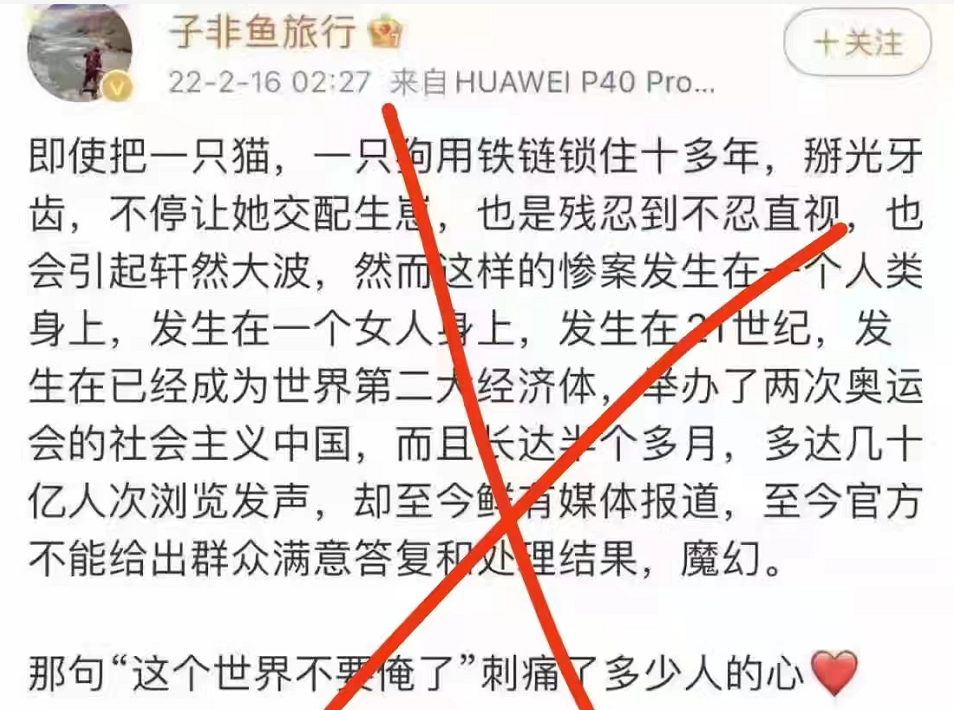 子非鱼旅行
+关注
22-2-16 02:27 来自 HUAWEI P40 Pro...
即使把一只猫，一只狗用铁链锁住十多年，掰光牙
齿，不停让她交配生崽，也是残忍到不忍直视，也
会引起轩然大波，然而这样的惨案发生在一个人类
身上，发生在一个女人身上，发生在21世纪，发
生在已经成为世界第二大经济体，举办了两次奥运
会的社会主义中国，而且长达半个多月，多达几十
亿人次浏览发声，却至今鲜有媒体报道，至今官方
不能给出群众满意答复和处理结果，魔幻。
那句“这个世界不要俺了”刺痛了多少人的心